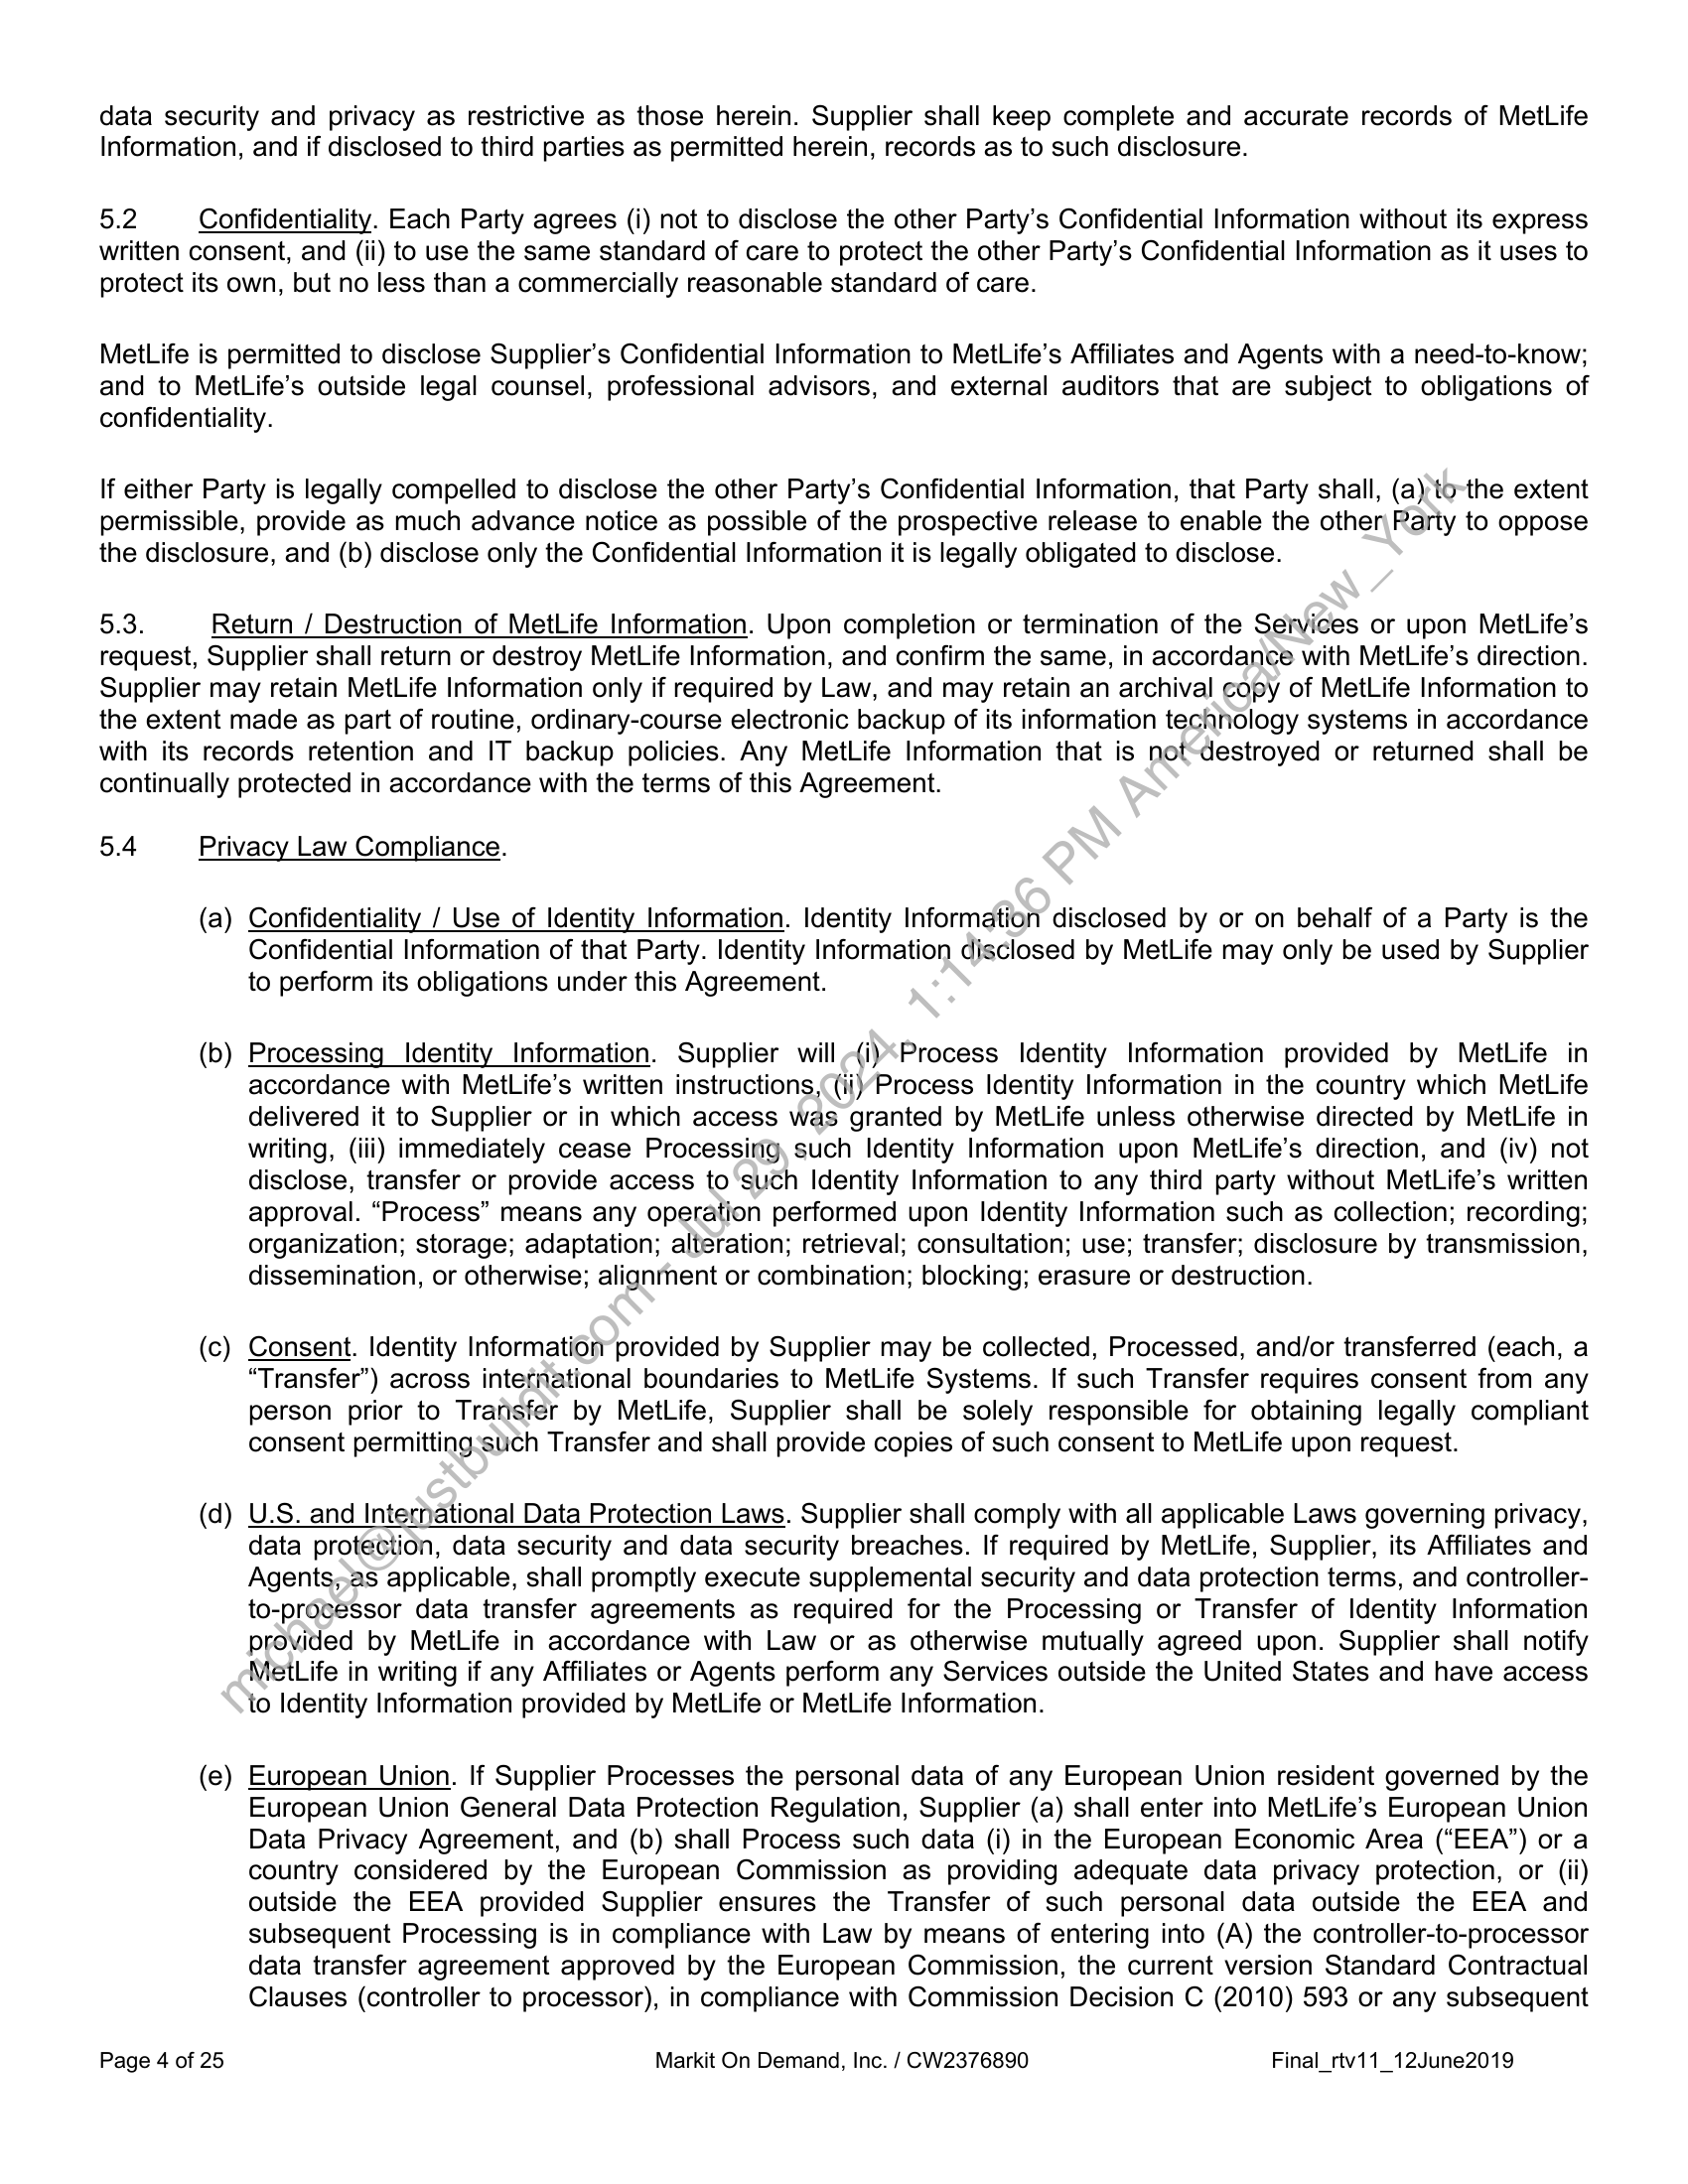 data security and privacy as restrictive as those herein. Supplier shall keep complete and accurate records of MetLife
Information, and if disclosed to third parties as permitted herein, records as to such disclosure.
5.2 Confidentiality. Each Party agrees (i) not to disclose the other Party’s Confidential Information without its express
written consent, and (ii) to use the same standard of care to protect the other Party’s Confidential Information as it uses to
protect its own, but no less than a commercially reasonable standard of care.
MetLife is permitted to disclose Supplier’s Confidential Information to MetLife’s Affiliates and Agents with a need-to-know;
and to MetLife’s outside legal counsel, professional advisors, and external auditors that are subject to obligations of
confidentiality.
If either Party is legally compelled to disclose the other Party’s Confidential Information, that Party shall, (a) to the extent
permissible, provide as much advance notice as possible of the prospective release to enable the other Party to oppose
the disclosure, and (b) disclose only the Confidential Information it is legally obligated to disclose.
5.3. Return / Destruction of MetLife Information. Upon completion or termination of the Services or upon MetLife’s
request, Supplier shall return or destroy MetLife Information, and confirm the same, in accordance with MetLife’s direction.
Supplier may retain MetLife Information only if required by Law, and may retain an archival copy of MetLife Information to
the extent made as part of routine, ordinary-course electronic backup of its information technology systems in accordance
with its records retention and IT backup policies. Any MetLife Information that is not destroyed or returned shall be
continually protected in accordance with the terms of this Agreement.
5.4 Privacy Law Compliance.
(a) Confidentiality / Use of Identity Information. Identity Information disclosed by or on behalf of a Party is the
Confidential Information of that Party. Identity Information disclosed by MetLife may only be used by Supplier
to perform its obligations under this Agreement.
(b) Processing Identity Information. Supplier will (i) Process Identity Information provided by MetLife in
accordance with MetLife’s written instructions, (ii) Process Identity Information in the country which MetLife
delivered it to Supplier or in which access was granted by MetLife unless otherwise directed by MetLife in
writing, (iii) immediately cease Processing such Identity Information upon MetLife’s direction, and (iv) not
disclose, transfer or provide access to such Identity Information to any third party without MetLife’s written
approval. “Process” means any operation performed upon Identity Information such as collection; recording;
organization; storage; adaptation; alteration; retrieval; consultation; use; transfer; disclosure by transmission,
dissemination, or otherwise; alignment or combination; blocking; erasure or destruction.
(c) Consent. Identity Information provided by Supplier may be collected, Processed, and/or transferred (each, a
“Transfer”) across international boundaries to MetLife Systems. If such Transfer requires consent from any
person prior to Transfer by MetLife, Supplier shall be solely responsible for obtaining legally compliant
consent permitting such Transfer and shall provide copies of such consent to MetLife upon request.
(d) U.S. and International Data Protection Laws. Supplier shall comply with all applicable Laws governing privacy,
data protection, data security and data security breaches. If required by MetLife, Supplier, its Affiliates and
Agents, as applicable, shall promptly execute supplemental security and data protection terms, and controller-
to-processor data transfer agreements as required for the Processing or Transfer of Identity Information
provided by MetLife in accordance with Law or as otherwise mutually agreed upon. Supplier shall notify
MetLife in writing if any Affiliates or Agents perform any Services outside the United States and have access
to Identity Information provided by MetLife or MetLife Information.
(e) European Union. If Supplier Processes the personal data of any European Union resident governed by the
European Union General Data Protection Regulation, Supplier (a) shall enter into MetLife’s European Union
Data Privacy Agreement, and (b) shall Process such data (i) in the European Economic Area (“EEA”) or a
country considered by the European Commission as providing adequate data privacy protection, or (ii)
outside the EEA provided Supplier ensures the Transfer of such personal data outside the EEA and
subsequent Processing is in compliance with Law by means of entering into (A) the controller-to-processor
data transfer agreement approved by the European Commission, the current version Standard Contractual
Clauses (controller to processor), in compliance with Commission Decision C (2010) 593 or any subsequent
Page 4 of 25 Markit On Demand, Inc. / CW2376890 Final_rtv11_12June2019
michael@justbuildit.com - Jul 29, 2024, 1:14:36 PM America/New_York